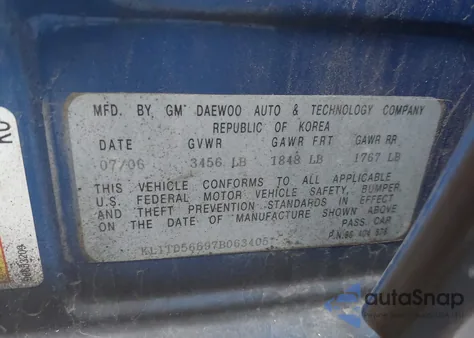 MFD. BY GM DAEWOO AUTO & TECHNOLOGY COMPANY
REPUBLIC OF KOREA
DATE GVWR GAWR FRT GAWR RR
07/06 3456 LB 1848 LB 1767 LB
THIS VEHICLE CONFORMS TO ALL APPLICABLE
U.S. FEDERAL MOTOR VEHICLE SAFETY, BUMPER,
AND THEFT PREVENTION STANDARDS IN EFFECT
ON THE DATE OF MANUFACTURE SHOWN ABOVE
PASS. CAR
KL1TD56697B063405
P/N.96
autoSnap